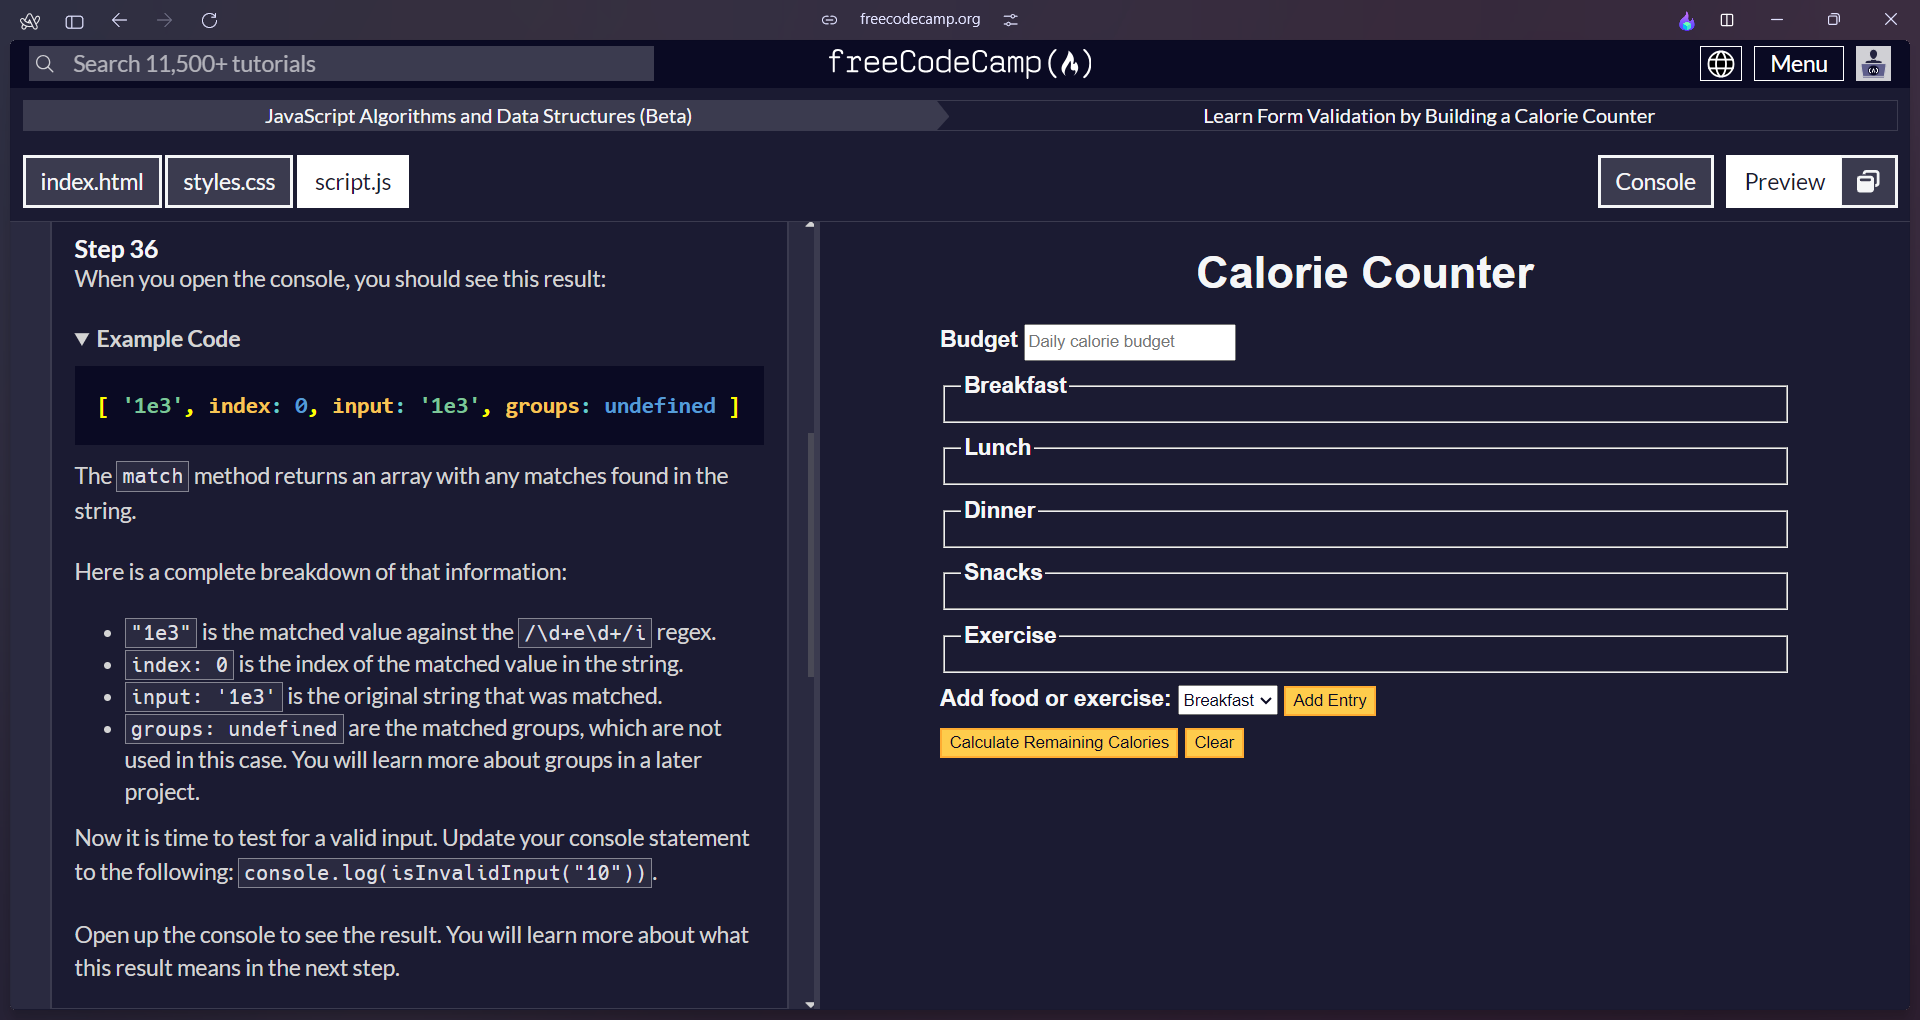 freecodecamp.org
Search 11,500+ tutorials
freeCodeCamp
Menu
JavaScript Algorithms and Data Structures (Beta)
Learn Form Validation by Building a Calorie Counter
index.html
styles.css
script.js
Console
Preview
Step 36
When you open the console, you should see this result:
Example Code
[ '1e3', index: 0, input: '1e3', groups: undefined ]
The match method returns an array with any matches found in the
string.
Here is a complete breakdown of that information:
"1e3" is the matched value against the /\d+e\d+/i regex.
index: 0 is the index of the matched value in the string.
input: '1e3' is the original string that was matched.
groups: undefined are the matched groups, which are not
used in this case. You will learn more about groups in a later
project.
Now it is time to test for a valid input. Update your console statement
to the following: console.log(isInvalidInput("10")).
Open up the console to see the result. You will learn more about what
this result means in the next step.
Calorie Counter
Budget Daily calorie budget
Breakfast
Lunch
Dinner
Snacks
Exercise
Add food or exercise: Breakfast Add Entry
Calculate Remaining Calories Clear